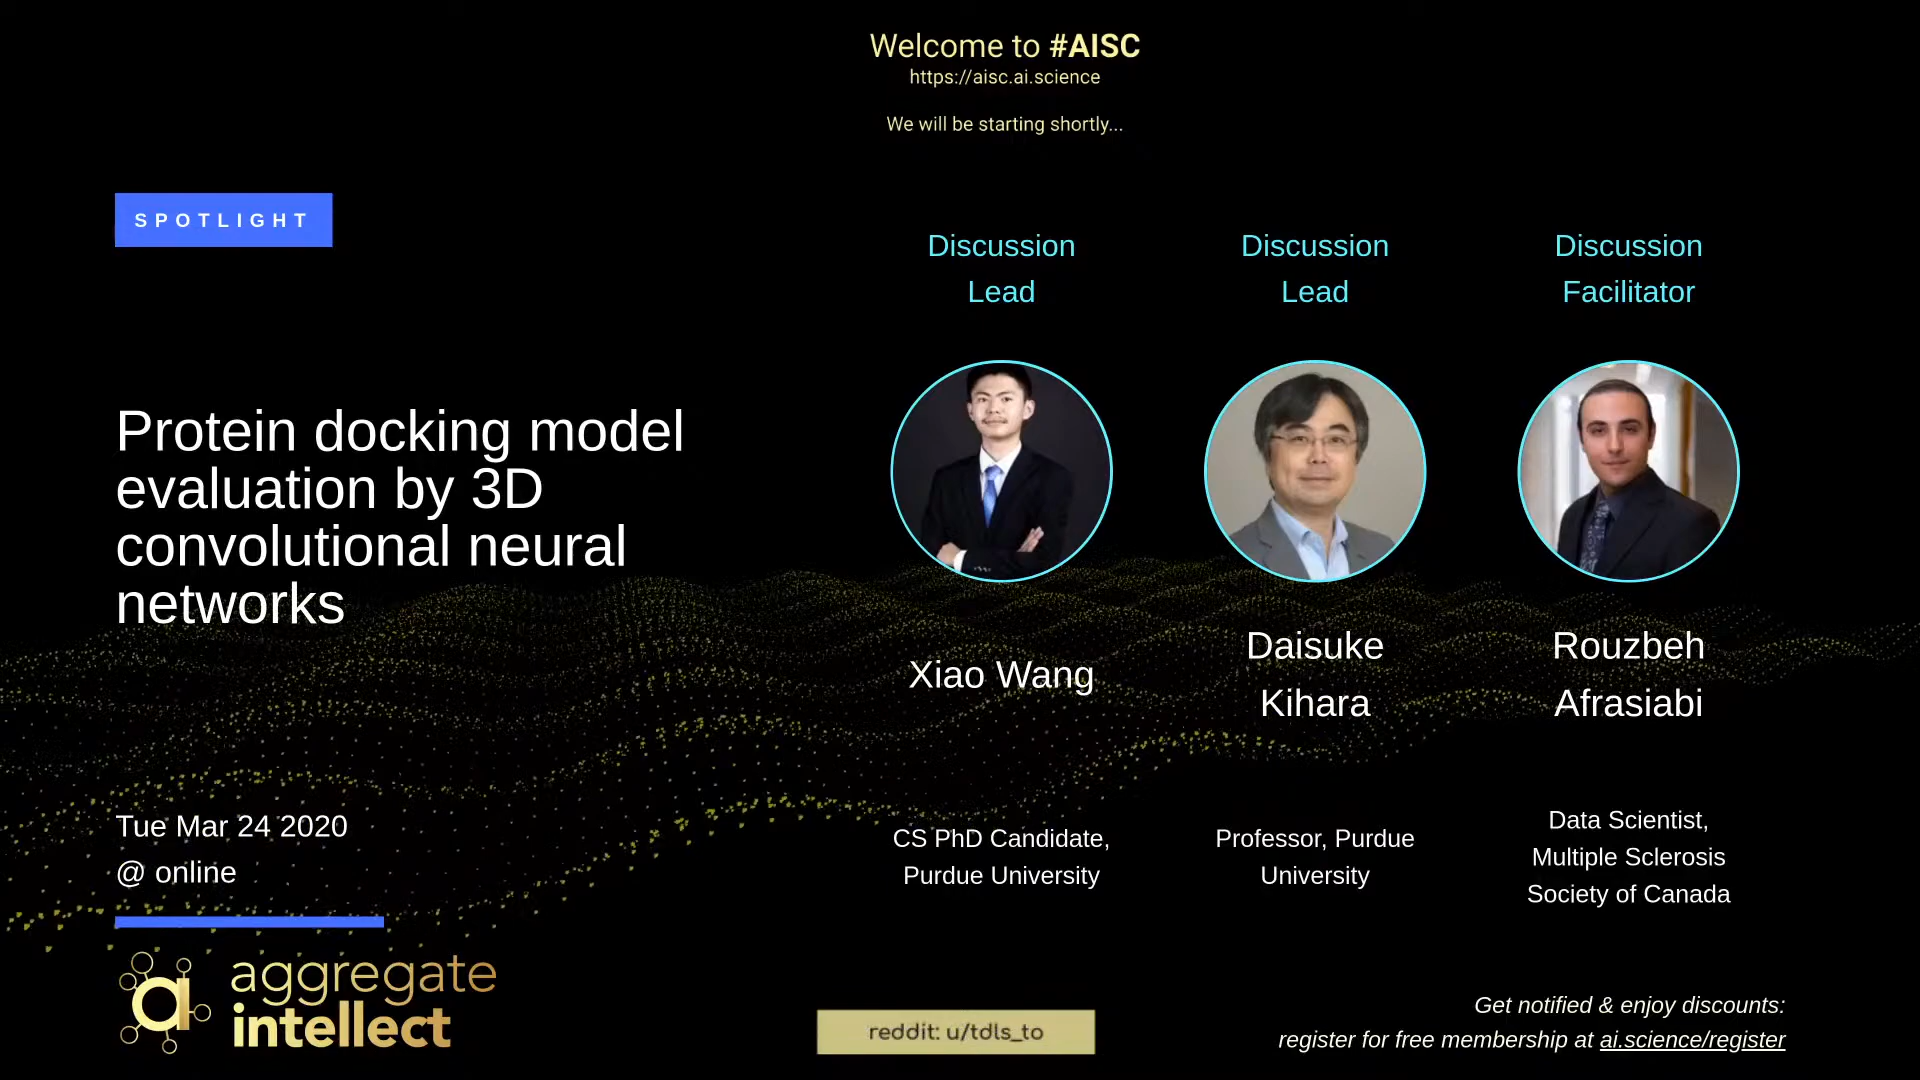 Welcome to #AISC
https://aisc.ai.science
We will be starting shortly...
SPOTLIGHT
Protein docking model
evaluation by 3D
convolutional neural
networks
Tue Mar 24 2020
@ online
Discussion
Lead
Xiao Wang
CS PhD Candidate,
Purdue University
Discussion
Lead
Daisuke
Kihara
Professor, Purdue
University
Discussion
Facilitator
Rouzbeh
Afrasiabi
Data Scientist,
Multiple Sclerosis
Society of Canada
a
aggregate
intellect
reddit: u/tdls_to
Get notified & enjoy discounts:
register for free membership at ai.science/register